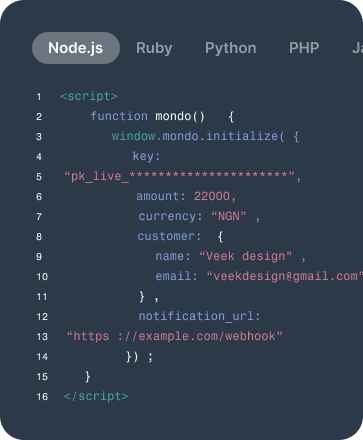 Node.js Ruby Python PHP Ja
1 <script>
2 function mondo() {
3 window.mondo.initialize( {
4 key:
5 “pk_live_**********************”,
6 amount: 22000,
7 currency: “NGN” ,
8 customer: {
9 name: “Veek design” ,
10 email: “veekdesign@gmail.com”
11 } ,
12 notification_url:
13 “https ://example.com/webhook”
14 }) ;
15 }
16 </script>